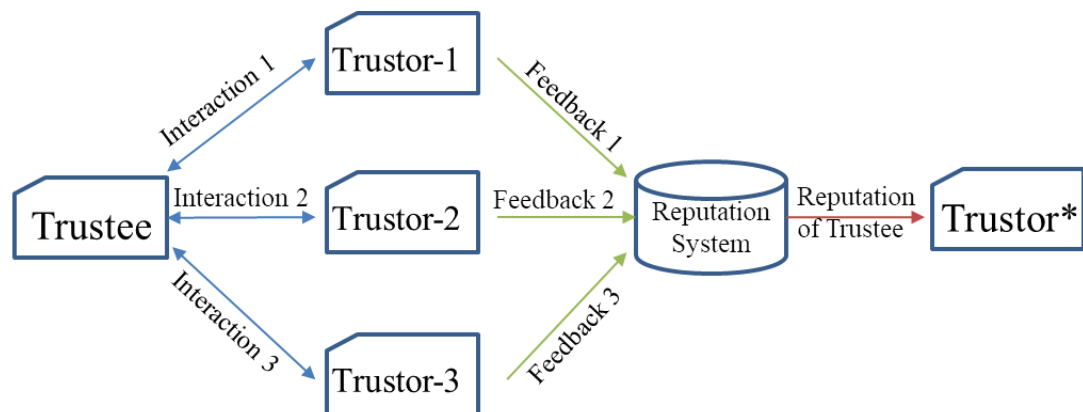 Trustor-1
Interaction 1
Feedback 1
Trustee
Interaction 2
Trustor-2
Feedback 2
Reputation
System
Reputation
of Trustee
Trustor*
Interaction 3
Trustor-3
Feedback 3